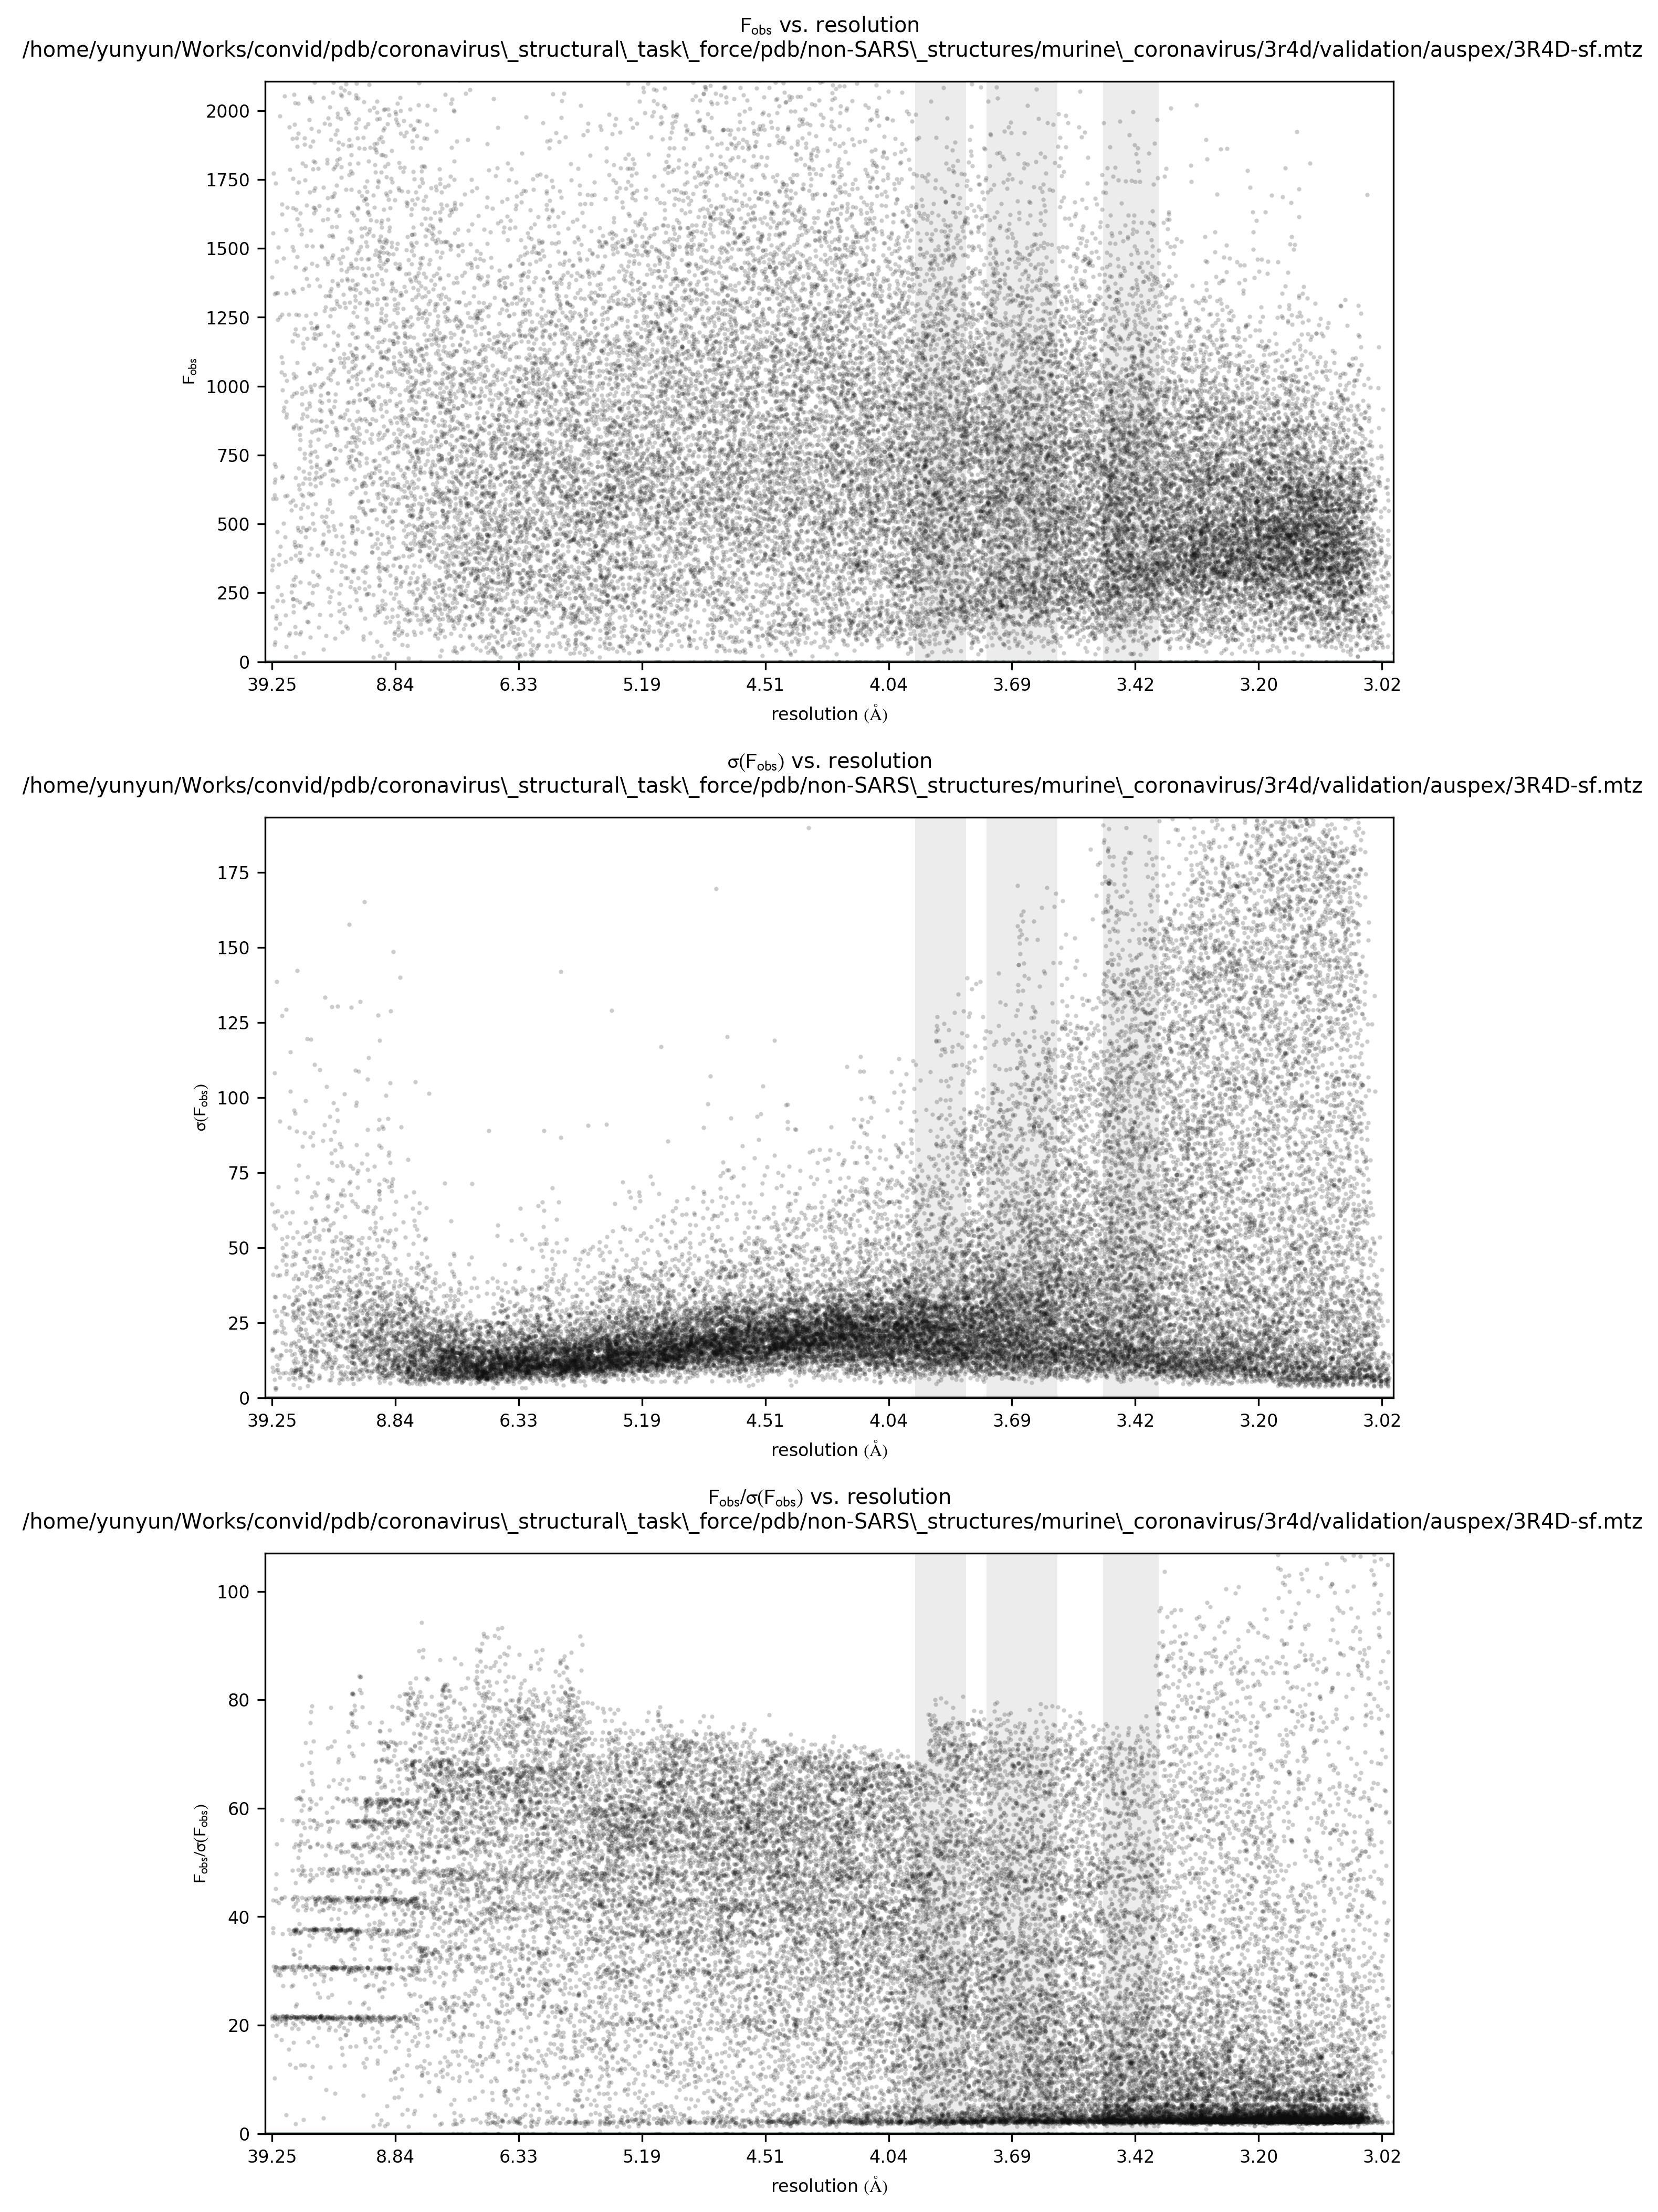 F_obs vs. resolution
/home/yunyun/Works/convid/pdb/coronavirus\_structural\_task\_force/pdb/non-SARS\_structures/murine\_coronavirus/3r4d/validation/auspex/3R4D-sf.mtz
2000
1750
1500
1250
1000
750
500
250
0
F_obs
39.25 8.84 6.33 5.19 4.51 4.04 3.69 3.42 3.20 3.02
resolution (Å)
σ(F_obs) vs. resolution
/home/yunyun/Works/convid/pdb/coronavirus\_structural\_task\_force/pdb/non-SARS\_structures/murine\_coronavirus/3r4d/validation/auspex/3R4D-sf.mtz
175
150
125
100
75
50
25
0
σ(F_obs)
39.25 8.84 6.33 5.19 4.51 4.04 3.69 3.42 3.20 3.02
resolution (Å)
F_obs/σ(F_obs) vs. resolution
/home/yunyun/Works/convid/pdb/coronavirus\_structural\_task\_force/pdb/non-SARS\_structures/murine\_coronavirus/3r4d/validation/auspex/3R4D-sf.mtz
100
80
60
40
20
0
F_obs/σ(F_obs)
39.25 8.84 6.33 5.19 4.51 4.04 3.69 3.42 3.20 3.02
resolution (Å)